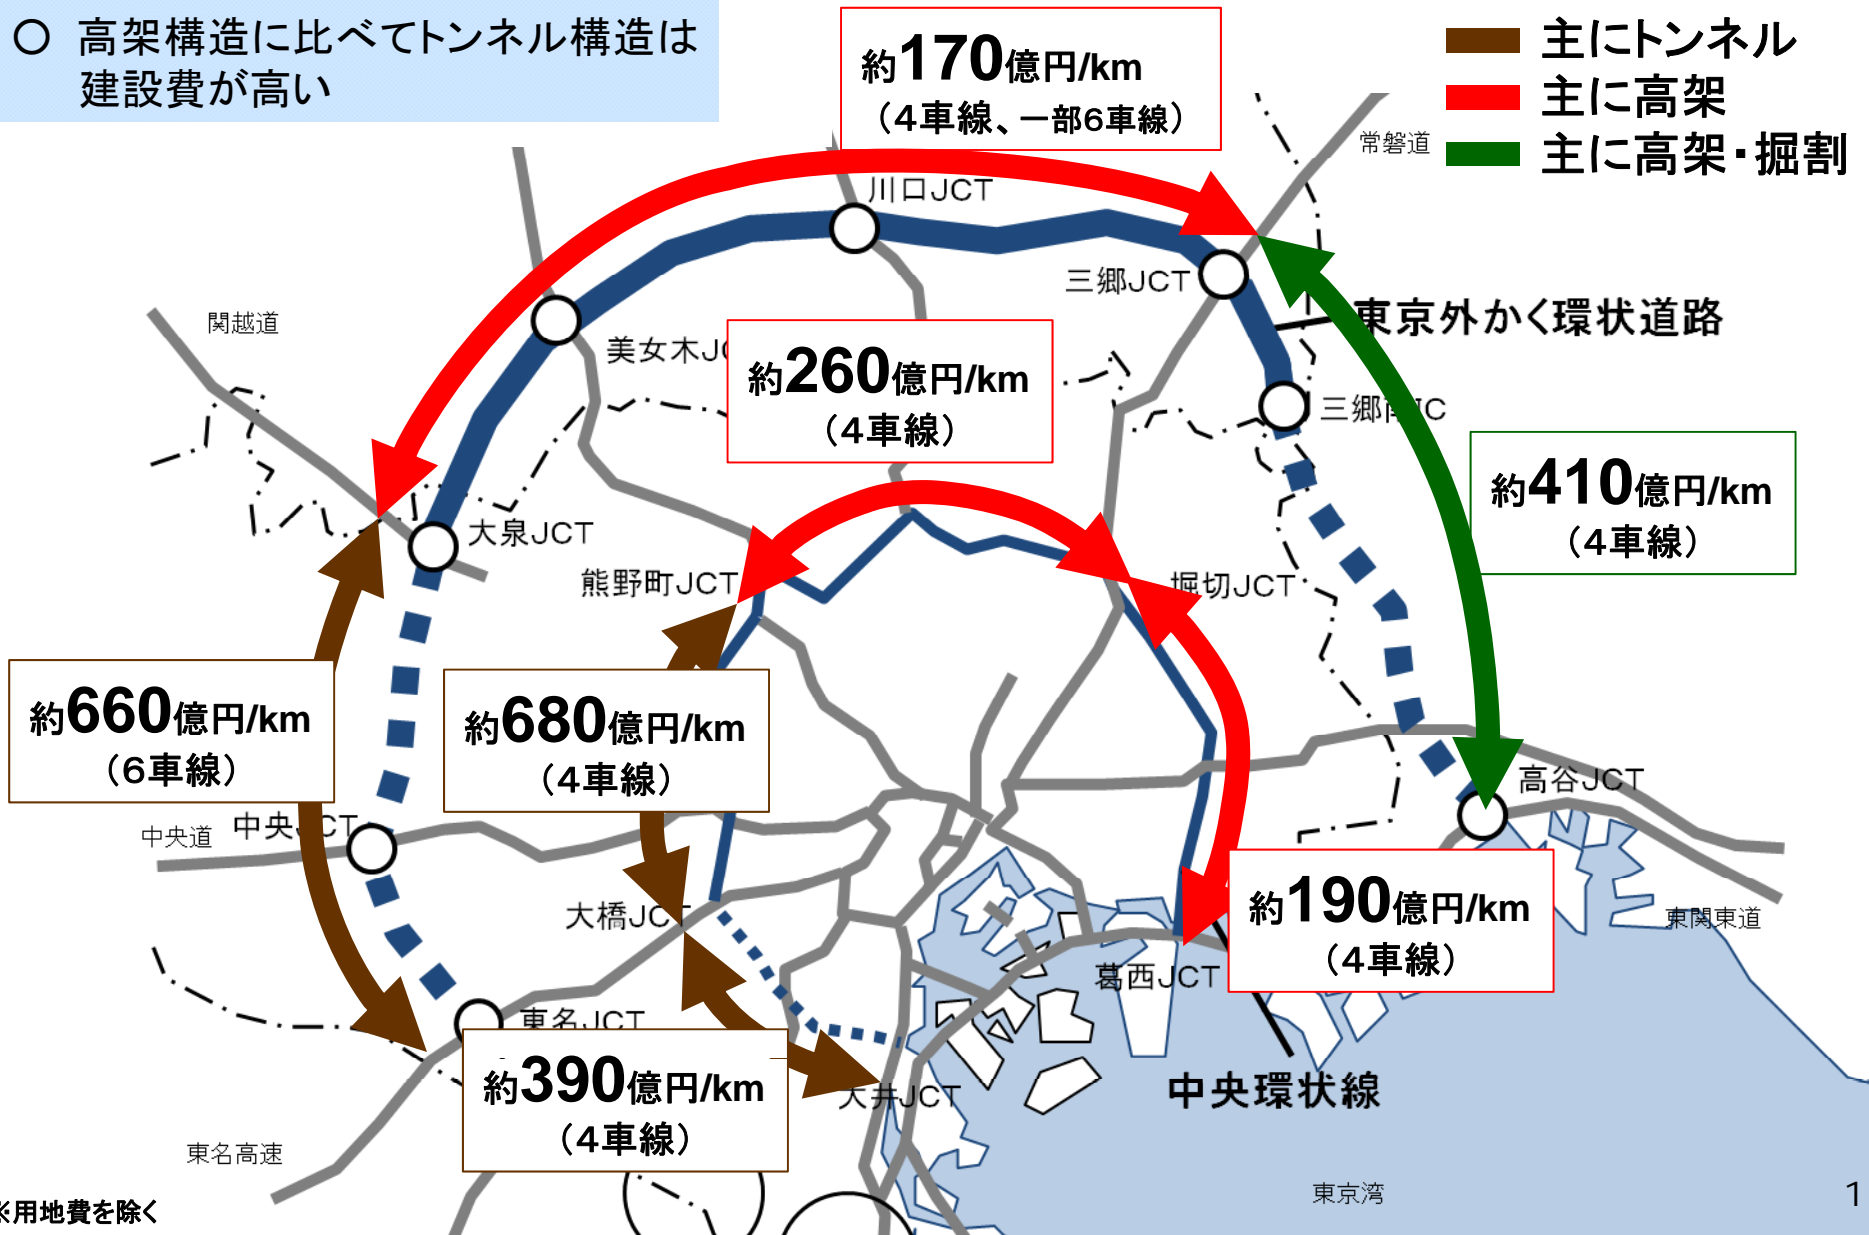 ○ 高架構造に比べてトンネル構造は
建設費が高い
約170億円/km
（4車線、一部6車線）
主にトンネル
主に高架
主に高架・掘割
常磐道
川口JCT
三郷JCT
関越道
東京外かく環状道路
美女木JC
約260億円/km
（4車線）
三郷南IC
約410億円/km
（4車線）
大泉JCT
熊野町JCT
堀切JCT
約660億円/km
（6車線）
約680億円/km
（4車線）
高谷JCT
中央道
中央JCT
大橋JCT
約190億円/km
（4車線）
東関東道
葛西JCT
東名JCT
約390億円/km
（4車線）
大井JCT
中央環状線
東名高速
東京湾
※用地費を除く
1